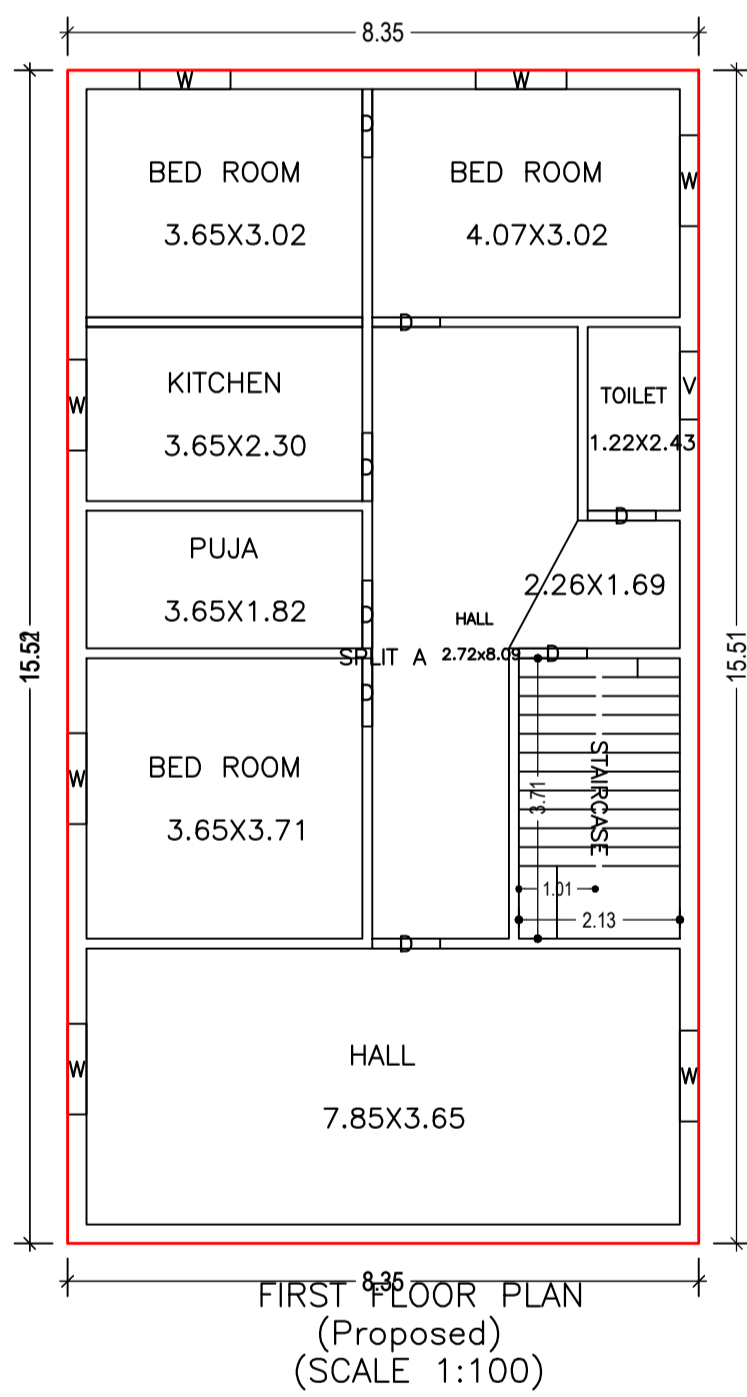 8.35
W
W
D
BED ROOM
BED ROOM
W
3.65X3.02
4.07X3.02
D
KITCHEN
TOILET
V
W
3.65X2.30
1.22X2.43
D
D
PUJA
2.26X1.69
3.65X1.82
D
HALL
15.52
SPLIT A
2.72x8.09
D
15.51
D
BED ROOM
W
STAIRCASE
3.71
3.65X3.71
1.01
2.13
D
HALL
W
W
7.85X3.65
8.35
FIRST FLOOR PLAN
(Proposed)
(SCALE 1:100)